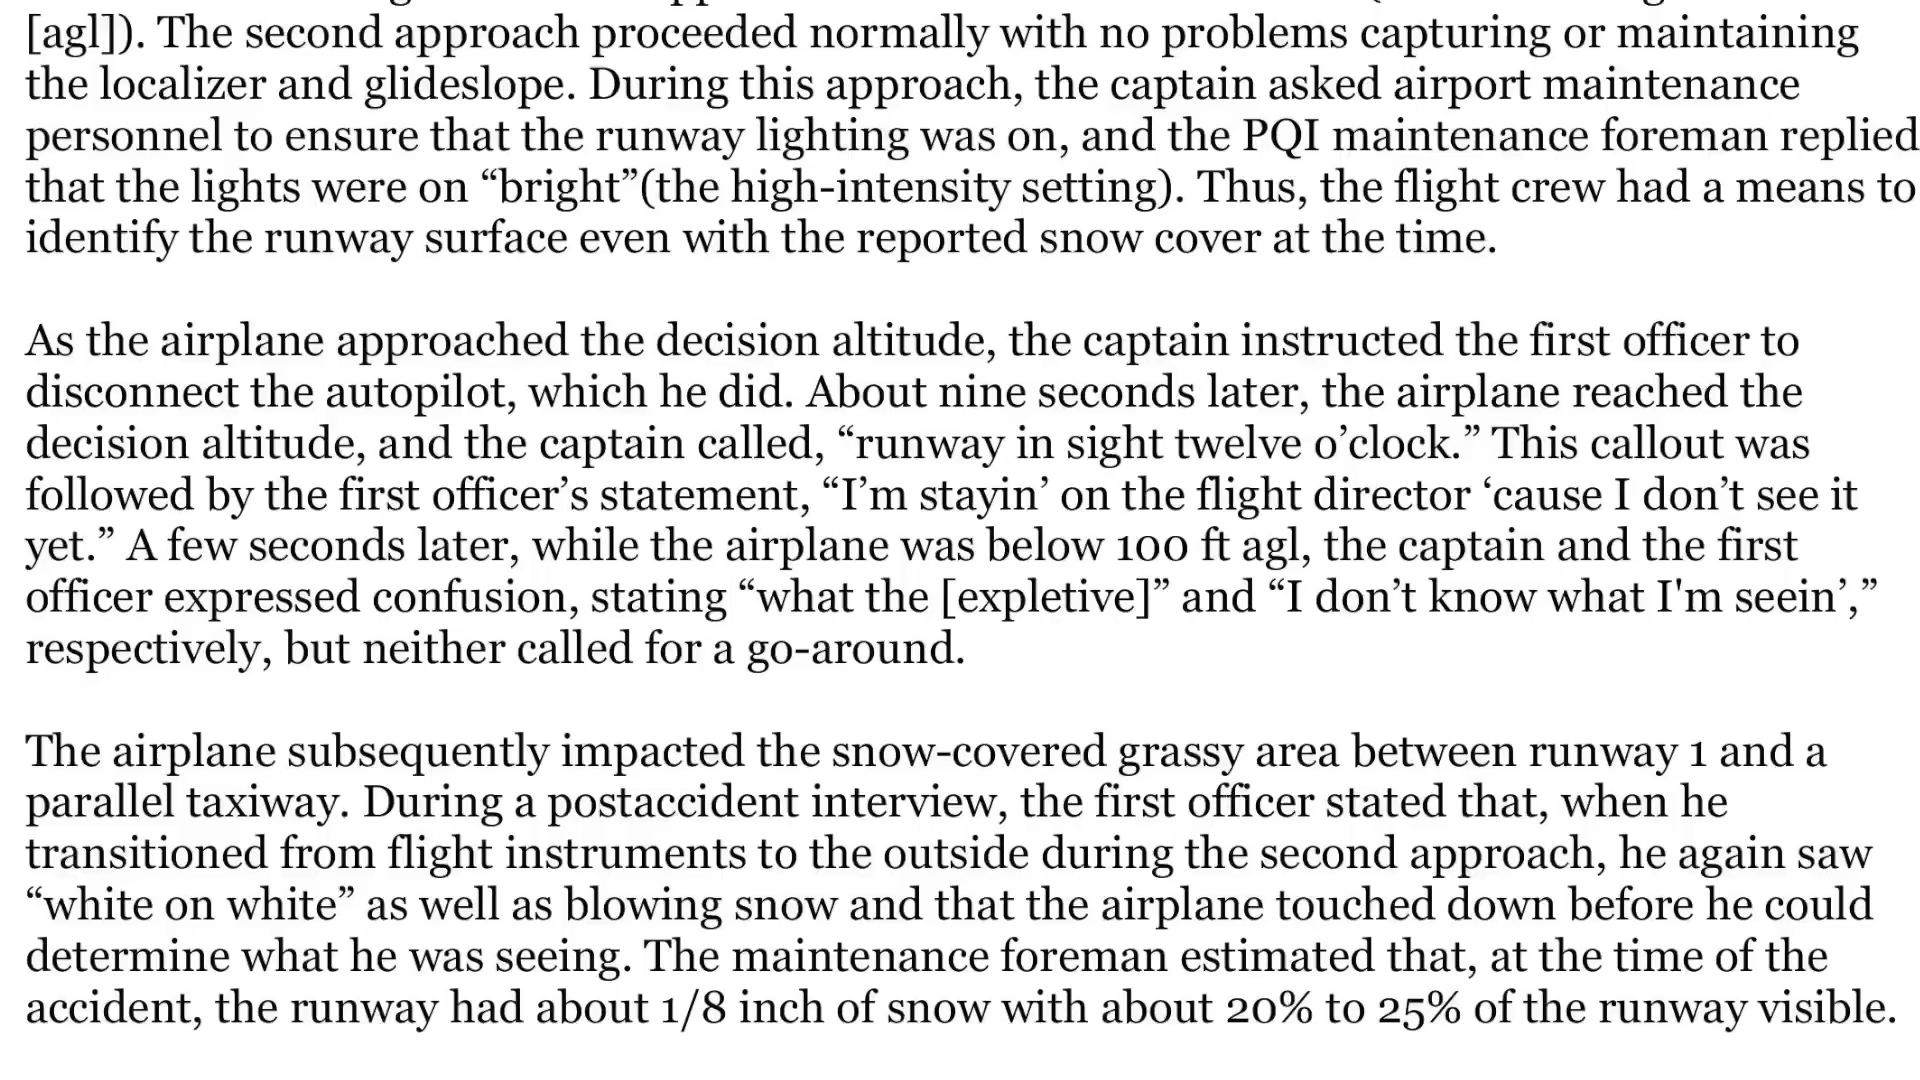 [agl]). The second approach proceeded normally with no problems capturing or maintaining
the localizer and glideslope. During this approach, the captain asked airport maintenance
personnel to ensure that the runway lighting was on, and the PQI maintenance foreman replied
that the lights were on “bright”(the high-intensity setting). Thus, the flight crew had a means to
identify the runway surface even with the reported snow cover at the time.
As the airplane approached the decision altitude, the captain instructed the first officer to
disconnect the autopilot, which he did. About nine seconds later, the airplane reached the
decision altitude, and the captain called, “runway in sight twelve o’clock.” This callout was
followed by the first officer’s statement, “I’m stayin’ on the flight director ‘cause I don’t see it
yet.” A few seconds later, while the airplane was below 100 ft agl, the captain and the first
officer expressed confusion, stating “what the [expletive]” and “I don’t know what I'm seein’,”
respectively, but neither called for a go-around.
The airplane subsequently impacted the snow-covered grassy area between runway 1 and a
parallel taxiway. During a postaccident interview, the first officer stated that, when he
transitioned from flight instruments to the outside during the second approach, he again saw
“white on white” as well as blowing snow and that the airplane touched down before he could
determine what he was seeing. The maintenance foreman estimated that, at the time of the
accident, the runway had about 1/8 inch of snow with about 20% to 25% of the runway visible.